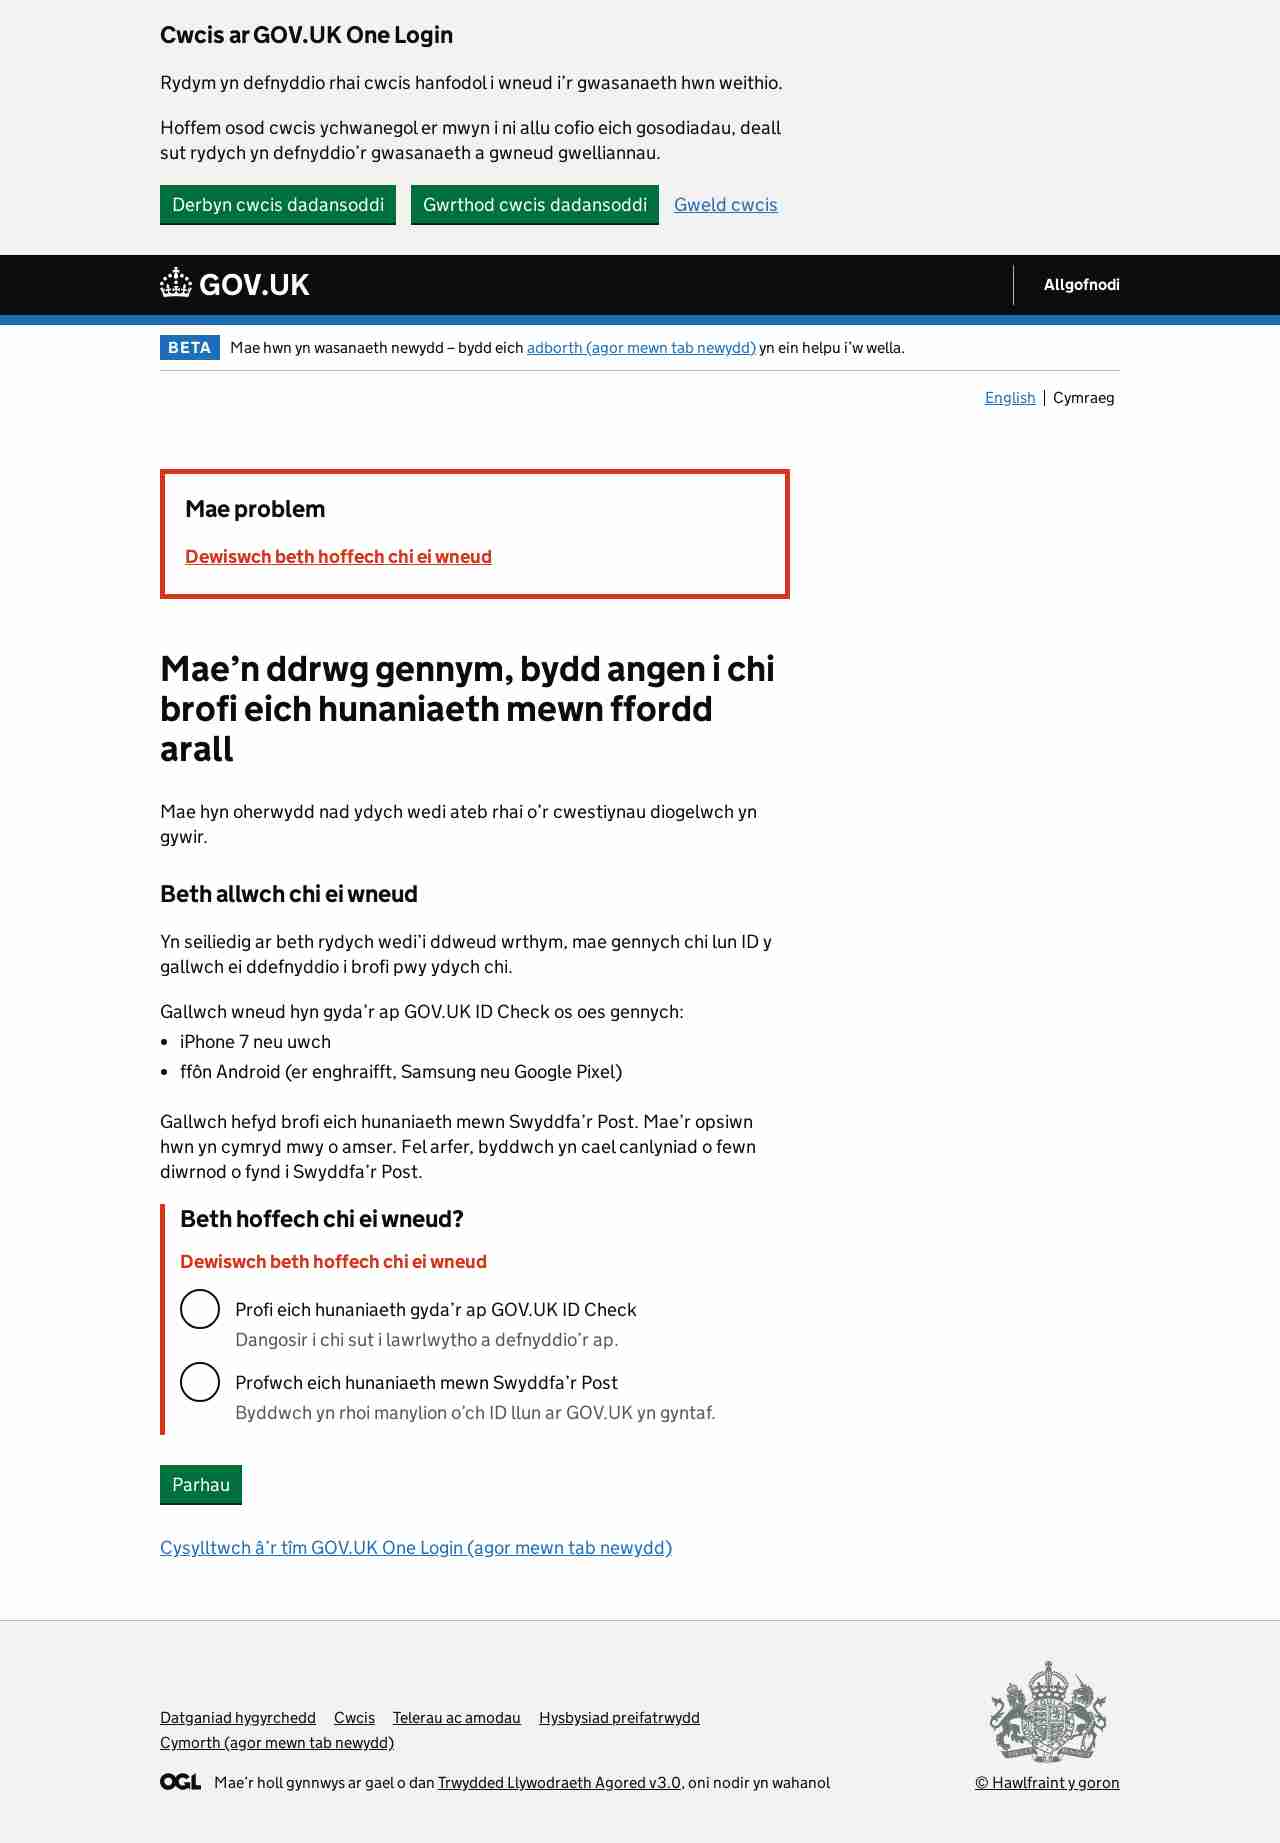 Cwcis ar GOV.UK One Login
Rydym yn defnyddio rhai cwcis hanfodol i wneud i’r gwasanaeth hwn weithio.
Hoffem osod cwcis ychwanegol er mwyn i ni allu cofio eich gosodiadau, deall
sut rydych yn defnyddio’r gwasanaeth a gwneud gwelliannau.
Derbyn cwcis dadansoddi Gwrthod cwcis dadansoddi Gweld cwcis
GOV.UK Allgofnodi
BETA Mae hwn yn wasanaeth newydd – bydd eich adborth (agor mewn tab newydd) yn ein helpu i’w wella.
English Cymraeg
Mae problem
Dewiswch beth hoffech chi ei wneud
Mae’n ddrwg gennym, bydd angen i chi
brofi eich hunaniaeth mewn ffordd
arall
Mae hyn oherwydd nad ydych wedi ateb rhai o’r cwestiynau diogelwch yn
gywir.
Beth allwch chi ei wneud
Yn seiliedig ar beth rydych wedi’i ddweud wrthym, mae gennych chi lun ID y
gallwch ei ddefnyddio i brofi pwy ydych chi.
Gallwch wneud hyn gyda’r ap GOV.UK ID Check os oes gennych:
• iPhone 7 neu uwch
• ffôn Android (er enghraifft, Samsung neu Google Pixel)
Gallwch hefyd brofi eich hunaniaeth mewn Swyddfa’r Post. Mae’r opsiwn
hwn yn cymryd mwy o amser. Fel arfer, byddwch yn cael canlyniad o fewn
diwrnod o fynd i Swyddfa’r Post.
Beth hoffech chi ei wneud?
Dewiswch beth hoffech chi ei wneud
Profi eich hunaniaeth gyda’r ap GOV.UK ID Check
Dangosir i chi sut i lawrlwytho a defnyddio’r ap.
Profwch eich hunaniaeth mewn Swyddfa’r Post
Byddwch yn rhoi manylion o’ch ID llun ar GOV.UK yn gyntaf.
Parhau
Cysylltwch â’r tîm GOV.UK One Login (agor mewn tab newydd)
Datganiad hygyrchedd Cwcis Telerau ac amodau Hysbysiad preifatrwydd
Cymorth (agor mewn tab newydd)
OGL Mae’r holl gynnwys ar gael o dan Trwydded Llywodraeth Agored v3.0, oni nodir yn wahanol
© Hawlfraint y goron